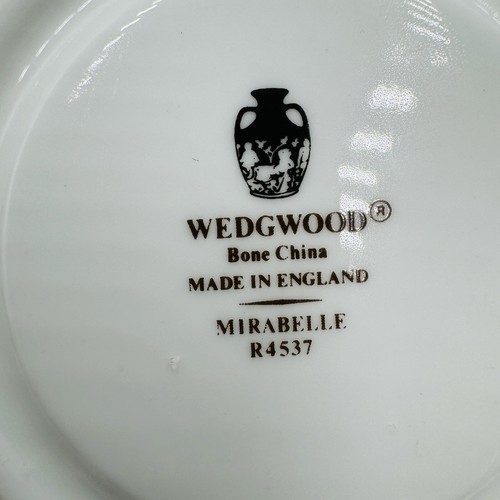 WEDGWOOD®
Bone China
MADE IN ENGLAND
MIRABELLE
R4537